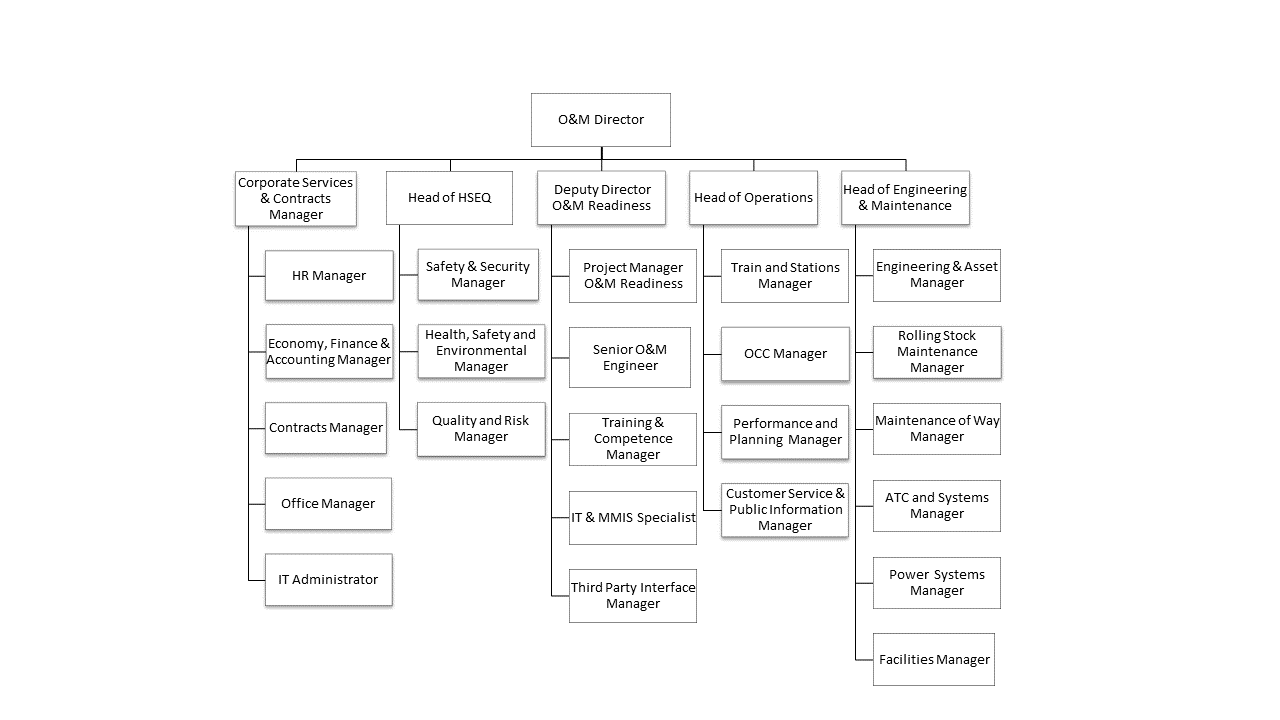 O&M Director
Corporate Services
& Contracts
Manager
Head of HSEQ
Deputy Director
O&M Readiness
Head of Operations
Head of Engineering
& Maintenance
HR Manager
Economy, Finance &
Accounting Manager
Contracts Manager
Office Manager
IT Administrator
Safety & Security
Manager
Health, Safety and
Environmental
Manager
Quality and Risk
Manager
Project Manager
O&M Readiness
Senior O&M
Engineer
Training &
Competence
Manager
IT & MMIS Specialist
Third Party Interface
Manager
Train and Stations
Manager
OCC Manager
Performance and
Planning Manager
Customer Service &
Public Information
Manager
Engineering & Asset
Manager
Rolling Stock
Maintenance
Manager
Maintenance of Way
Manager
ATC and Systems
Manager
Power Systems
Manager
Facilities Manager